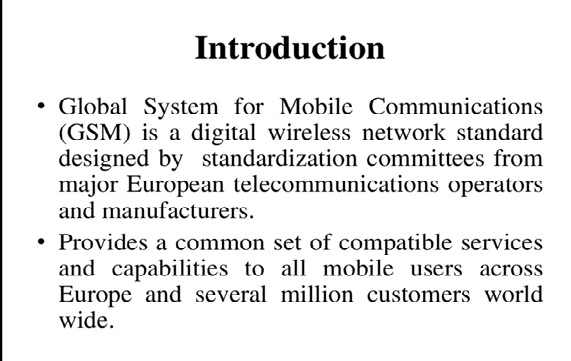 Introduction
• Global System for Mobile Communications
(GSM) is a digital wireless network standard
designed by standardization committees from
major European telecommunications operators
and manufacturers.
• Provides a common set of compatible services
and capabilities to all mobile users across
Europe and several million customers world
wide.